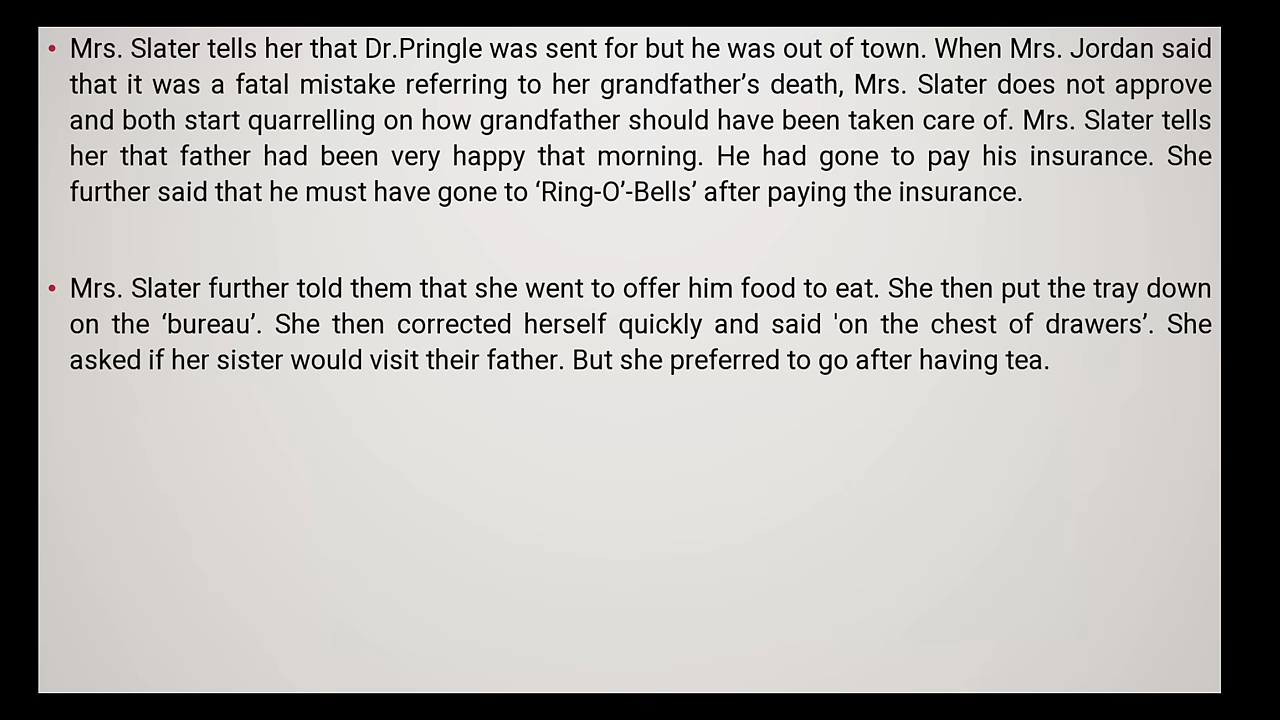 • Mrs. Slater tells her that Dr.Pringle was sent for but he was out of town. When Mrs. Jordan said
that it was a fatal mistake referring to her grandfather’s death, Mrs. Slater does not approve
and both start quarrelling on how grandfather should have been taken care of. Mrs. Slater tells
her that father had been very happy that morning. He had gone to pay his insurance. She
further said that he must have gone to ‘Ring-O’-Bells’ after paying the insurance.
• Mrs. Slater further told them that she went to offer him food to eat. She then put the tray down
on the ‘bureau’. She then corrected herself quickly and said 'on the chest of drawers’. She
asked if her sister would visit their father. But she preferred to go after having tea.